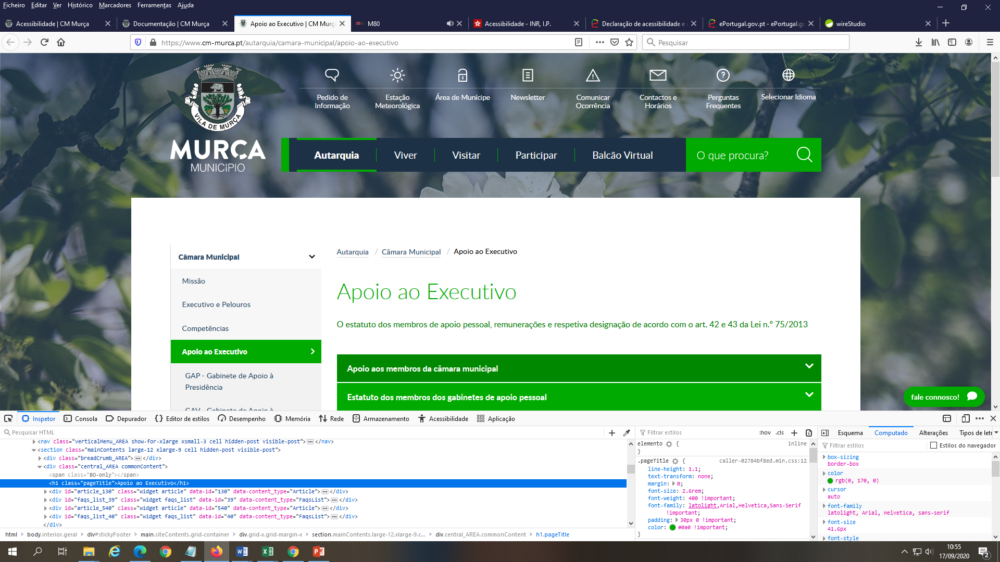 Ficheiro Editar Ver Histórico Marcadores Ferramentas Ajuda
Acessibilidade | CM Murça
Documentação | CM Murça
Apoio ao Executivo | CM Murça
M80
Acessibilidade - INR, I.P.
Declaração de acessibilidade e
ePortugal.gov.pt - ePortugal.go
wireStudio
https://www.cm-murca.pt/autarquia/camara-municipal/apoio-ao-executivo
Pesquisar
VILA DE MURÇA
MURÇA
MUNICÍPIO
Pedido de
Informação
Estação
Meteorológica
Área de Munícipe
Newsletter
Comunicar
Ocorrência
Contactos e
Horários
Perguntas
Frequentes
Selecionar Idioma
Autarquia Viver Visitar Participar Balcão Virtual
O que procura?
Câmara Municipal
Missão
Executivo e Pelouros
Competências
Apoio ao Executivo
GAP - Gabinete de Apoio à
Presidência
GAV - Gabinete de Apoio à
Autarquia / Câmara Municipal / Apoio ao Executivo
Apoio ao Executivo
O estatuto dos membros de apoio pessoal, remunerações e respetiva designação de acordo com o art. 42 e 43 da Lei n.º 75/2013
Apoio aos membros da câmara municipal
Estatuto dos membros dos gabinetes de apoio pessoal
fale connosco!
Inspetor Consola Depurador Editor de estilos Desempenho Memória Rede Armazenamento Acessibilidade Aplicação
Pesquisar HTML
<nav class="verticalMenu_AREA show-for-xlarge xsmall-3 cell hidden-post visible-post">…</nav>
<section class="mainContents large-12 xlarge-9 cell hidden-post visible-post">
<div class="breadCrumb_AREA">…</div>
<div class="central_AREA commonContent">
<span class="BO-only"></span>
<h1 class="pageTitle">Apoio ao Executivo</h1>
<div id="article_130" class="widget article" data-id="130" data-content_type="Article">…</div>
<div id="faqs_list_39" class="widget faqs_list" data-id="39" data-content_type="FaqsList">…</div>
<div id="article_540" class="widget article" data-id="540" data-content_type="Article">…</div>
<div id="faqs_list_40" class="widget faqs_list" data-id="40" data-content_type="FaqsList">…</div>
</div>
html > body.interior.geral > div#stickyFooter > main.siteContents.grid-container > div.grid-x.grid-margin-x > section.mainContents.large-12.xlarge-9.c... > div.central_AREA.commonContent > h1.pageTitle
Filtrar estilos :hov .cls
elemento { inline
}
.pageTitle { caller-02784bf8ed.min.css:12
line-height: 1.1;
text-transform: none;
margin: 0;
font-size: 2.6rem;
font-weight: 400 !important;
font-family: latolight,Arial,Helvetica,Sans-Serif
!important;
padding: 30px 0 !important;
color: #0a0 !important;
}
Esquema Computado Alterações Tipos de letr
Filtrar estilos Estilos do navegador
box-sizing
border-box
color
rgb(0, 170, 0)
cursor
auto
font-family
latolight, Arial, Helvetica, sans-serif
font-size
41.6px
font-style
10:55
17/09/2020
2